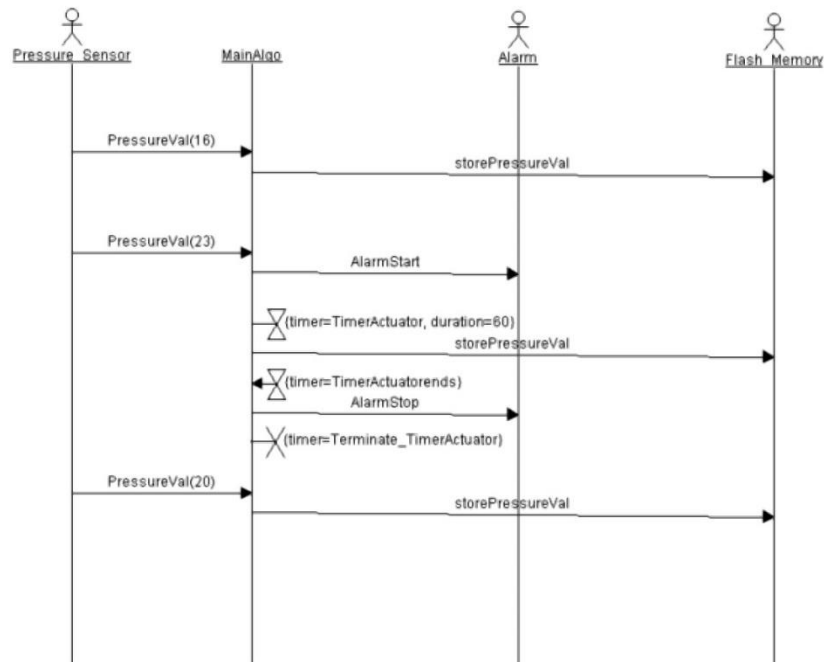 Pressure_Sensor
MainAlgo
Alarm
Flash_Memory
PressureVal(16)
storePressureVal
PressureVal(23)
AlarmStart
{timer=TimerActuator, duration=60}
storePressureVal
{timer=TimerActuatorends}
AlarmStop
{timer=Terminate_TimerActuator}
PressureVal(20)
storePressureVal